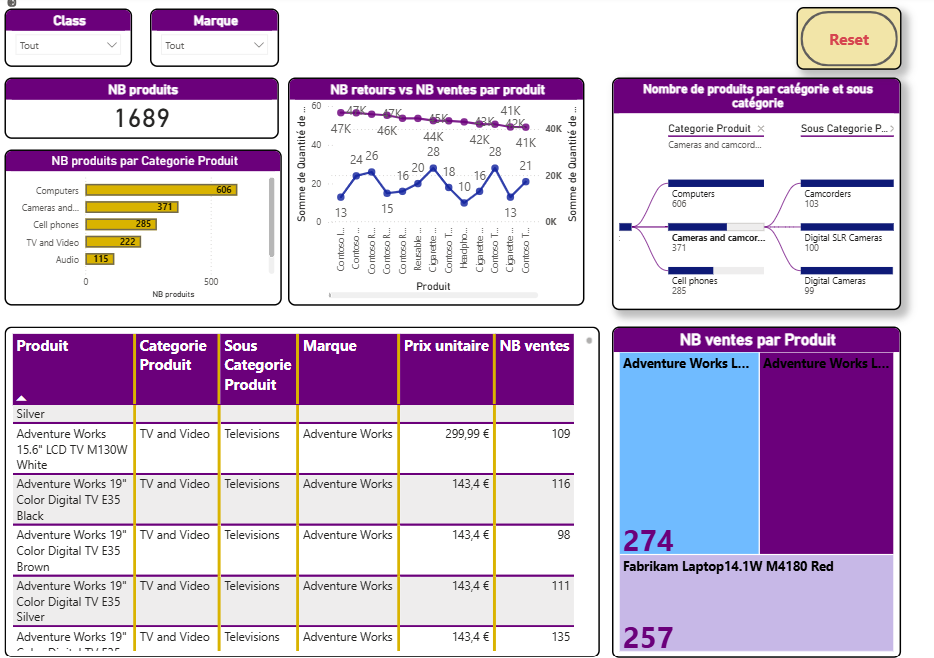 Class
Marque
Tout
Tout
Reset
NB produits
1689
NB retours vs NB ventes par produit
Nombre de produits par catégorie et sous
catégorie
Somme de Quantité de ...
60
40
20
0
47K
47K
47K
46K
45K
44K
43K
42K
42K
41K
41K
13
24
26
15
16
20
28
18
10
16
28
13
21
40K
20K
0K
Somme de Quantité de ...
Contoso I...
Contoso ...
Contoso R...
Contoso R...
Contoso R...
Reusable ...
Cigarette ...
Contoso T...
Headpho...
Cigarette ...
Contoso T...
Cigarette ...
Contoso T...
Produit
NB produits par Categorie Produit
Computers
606
Cameras and...
371
Cell phones
285
TV and Video
222
Audio
115
0
500
NB produits
Categorie Produit
Sous Categorie P...
Cameras and camcord...
Computers
606
Cameras and camcor...
371
Cell phones
285
Camcorders
103
Digital SLR Cameras
100
Digital Cameras
99
Produit
Categorie
Produit
Sous
Categorie
Produit
Marque
Prix unitaire
NB ventes
Silver
Adventure Works
15.6" LCD TV M130W
White
TV and Video
Televisions
Adventure Works
299,99 €
109
Adventure Works 19"
Color Digital TV E35
Black
TV and Video
Televisions
Adventure Works
143,4 €
116
Adventure Works 19"
Color Digital TV E35
Brown
TV and Video
Televisions
Adventure Works
143,4 €
98
Adventure Works 19"
Color Digital TV E35
Silver
TV and Video
Televisions
Adventure Works
143,4 €
111
Adventure Works 19"
Color Digital TV E35
TV and Video
Televisions
Adventure Works
143,4 €
135
NB ventes par Produit
Adventure Works L...
Adventure Works L...
274
Fabrikam Laptop14.1W M4180 Red
257